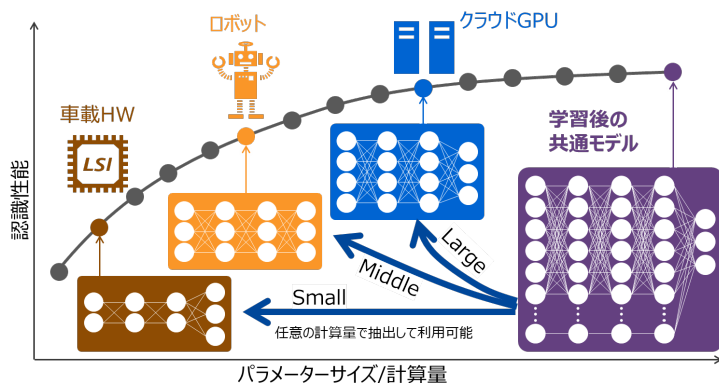 ロボット
クラウドGPU
車載HW
LSI
学習後の
共通モデル
認識性能
Large
Middle
Small
任意の計算量で抽出して利用可能
パラメーターサイズ/計算量